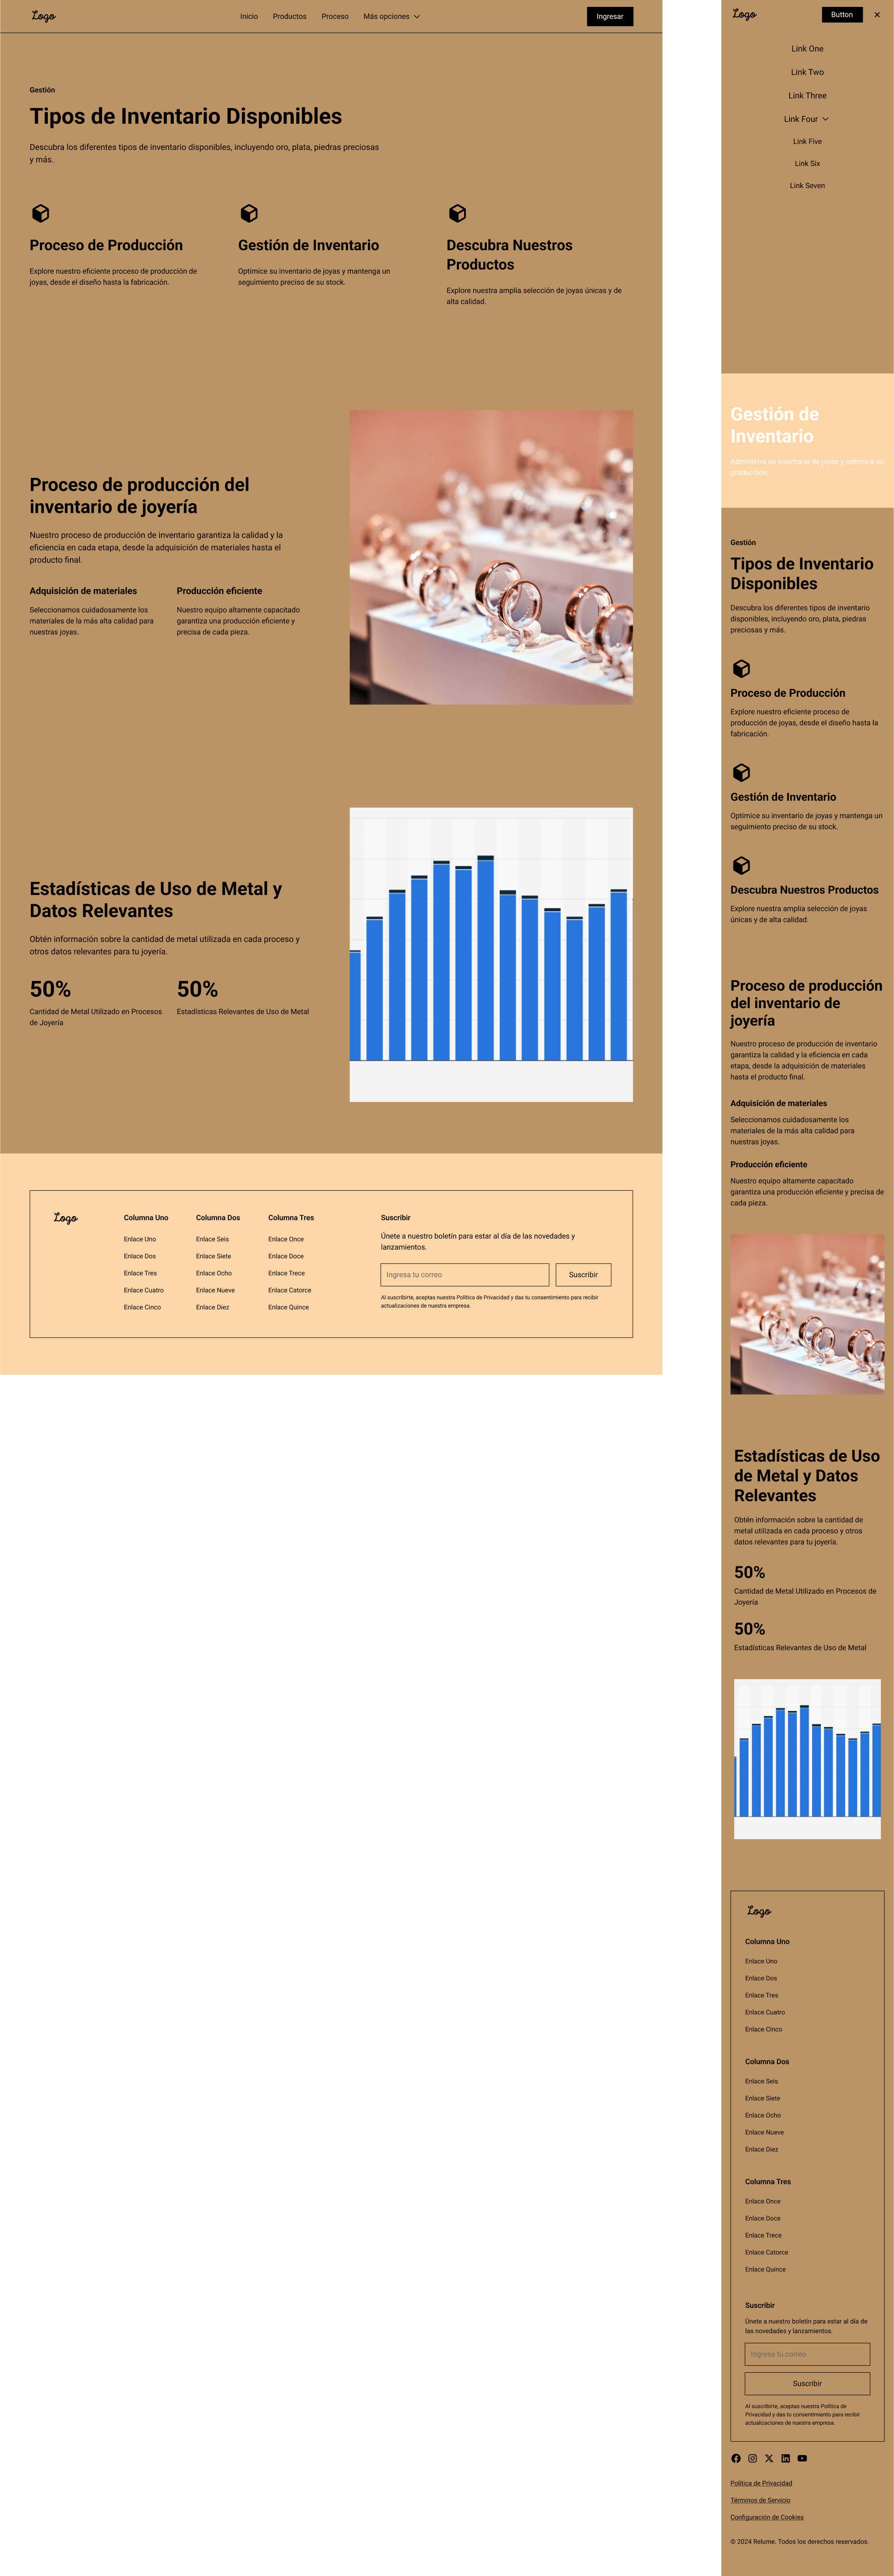 Logo
Inicio
Productos
Proceso
Más opciones
Ingresar
Gestión
Tipos de Inventario Disponibles
Descubra los diferentes tipos de inventario disponibles, incluyendo oro, plata, piedras preciosas
y más.
Proceso de Producción
Explore nuestro eficiente proceso de producción de
joyas, desde el diseño hasta la fabricación.
Gestión de Inventario
Optimice su inventario de joyas y mantenga un
seguimiento preciso de su stock.
Descubra Nuestros
Productos
Explore nuestra amplia selección de joyas únicas y de
alta calidad.
Proceso de producción del
inventario de joyería
Nuestro proceso de producción de inventario garantiza la calidad y la
eficiencia en cada etapa, desde la adquisición de materiales hasta el
producto final.
Adquisición de materiales
Seleccionamos cuidadosamente los
materiales de la más alta calidad para
nuestras joyas.
Producción eficiente
Nuestro equipo altamente capacitado
garantiza una producción eficiente y
precisa de cada pieza.
Estadísticas de Uso de Metal y
Datos Relevantes
Obtén información sobre la cantidad de metal utilizada en cada proceso y
otros datos relevantes para tu joyería.
50%
Cantidad de Metal Utilizado en Procesos
de Joyería
50%
Estadísticas Relevantes de Uso de Metal
Logo
Columna Uno
Enlace Uno
Enlace Dos
Enlace Tres
Enlace Cuatro
Enlace Cinco
Columna Dos
Enlace Seis
Enlace Siete
Enlace Ocho
Enlace Nueve
Enlace Diez
Columna Tres
Enlace Once
Enlace Doce
Enlace Trece
Enlace Catorce
Enlace Quince
Suscribir
Únete a nuestro boletín para estar al día de las novedades y
lanzamientos.
Ingresa tu correo
Suscribir
Al suscribirte, aceptas nuestra Política de Privacidad y das tu consentimiento para recibir
actualizaciones de nuestra empresa.
Logo
Button
Link One
Link Two
Link Three
Link Four
Link Five
Link Six
Link Seven
Gestión de
Inventario
Administre su inventario de joyas y optimice su
producción
Gestión
Tipos de Inventario
Disponibles
Descubra los diferentes tipos de inventario
disponibles, incluyendo oro, plata, piedras
preciosas y más.
Proceso de Producción
Explore nuestro eficiente proceso de
producción de joyas, desde el diseño hasta la
fabricación.
Gestión de Inventario
Optimice su inventario de joyas y mantenga un
seguimiento preciso de su stock.
Descubra Nuestros Productos
Explore nuestra amplia selección de joyas
únicas y de alta calidad.
Proceso de producción
del inventario de
joyería
Nuestro proceso de producción de inventario
garantiza la calidad y la eficiencia en cada
etapa, desde la adquisición de materiales
hasta el producto final.
Adquisición de materiales
Seleccionamos cuidadosamente los
materiales de la más alta calidad para
nuestras joyas.
Producción eficiente
Nuestro equipo altamente capacitado
garantiza una producción eficiente y precisa de
cada pieza.
Estadísticas de Uso
de Metal y Datos
Relevantes
Obtén información sobre la cantidad de
metal utilizada en cada proceso y otros
datos relevantes para tu joyería.
50%
Cantidad de Metal Utilizado en Procesos de
Joyería
50%
Estadísticas Relevantes de Uso de Metal
Logo
Columna Uno
Enlace Uno
Enlace Dos
Enlace Tres
Enlace Cuatro
Enlace Cinco
Columna Dos
Enlace Seis
Enlace Siete
Enlace Ocho
Enlace Nueve
Enlace Diez
Columna Tres
Enlace Once
Enlace Doce
Enlace Trece
Enlace Catorce
Enlace Quince
Suscribir
Únete a nuestro boletín para estar al día de
las novedades y lanzamientos.
Ingresa tu correo
Suscribir
Al suscribirte, aceptas nuestra Política de
Privacidad y das tu consentimiento para recibir
actualizaciones de nuestra empresa.
Política de Privacidad
Términos de Servicio
Configuración de Cookies
© 2024 Relume. Todos los derechos reservados.